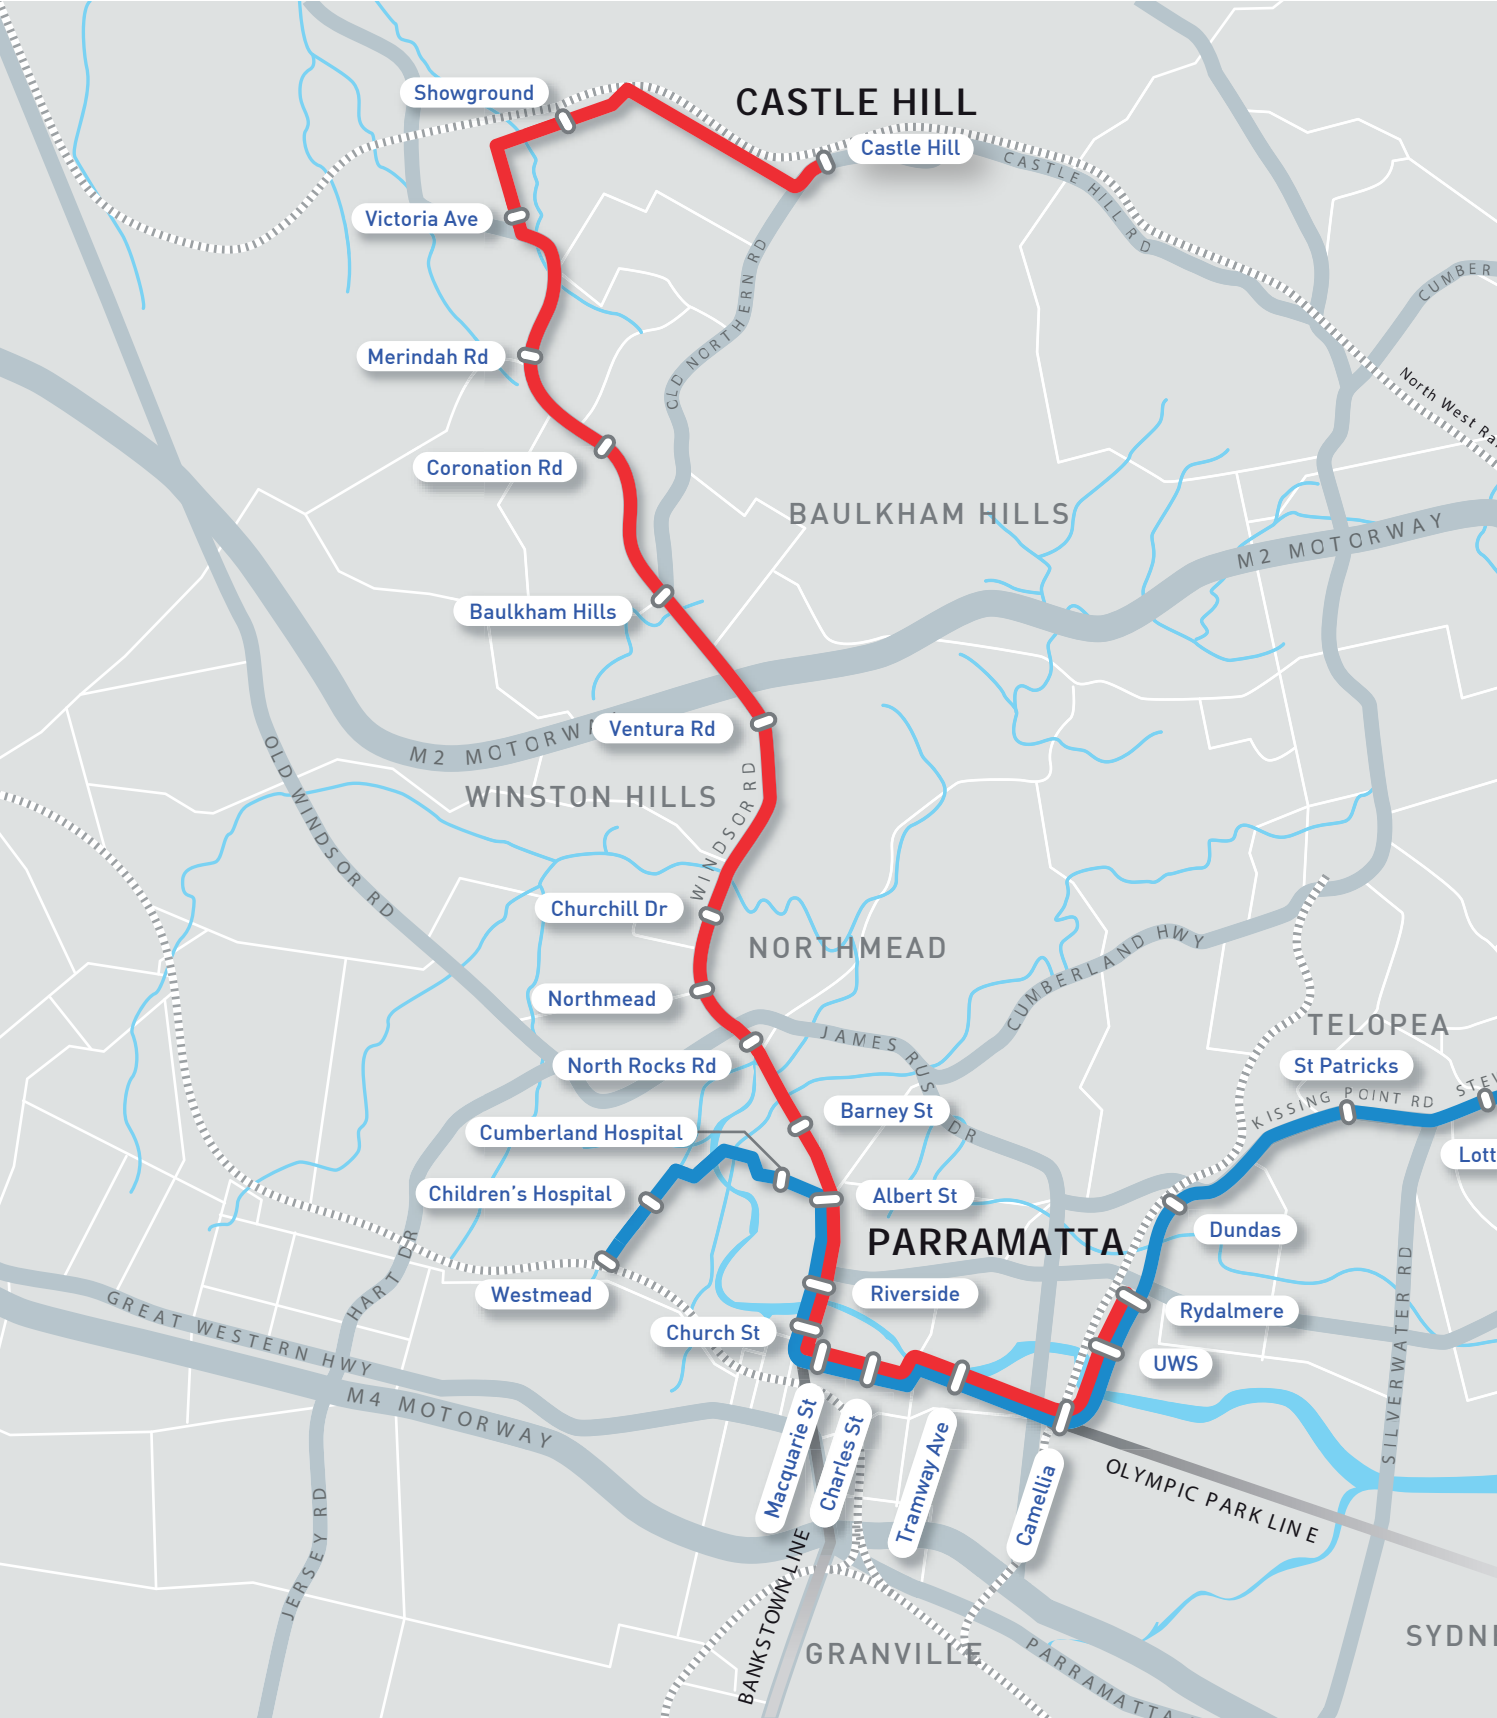 Showground
CASTLE HILL
Castle Hill
CASTLE HILL RD
Victoria Ave
OLD NORTHERN RD
CUMBER
Merindah Rd
North West Ra
Coronation Rd
BAULKHAM HILLS
M2 MOTORWAY
Baulkham Hills
Ventura Rd
M2 MOTORW
WINSTON HILLS
WINDSOR RD
OLD WINDSOR RD
Churchill Dr
NORTHMEAD
CUMBERLAND HWY
Northmead
TELOPEA
JAMES RUS
DR
North Rocks Rd
St Patricks
KISSING POINT RD
STE
Barney St
Cumberland Hospital
Lott
Children's Hospital
Albert St
PARRAMATTA
Dundas
HART DR
Westmead
Riverside
Rydalmere
SILVERWATER RD
GREAT WESTERN HWY
Church St
UWS
M4 MOTORWAY
Macquarie St
Charles St
Tramway Ave
Camellia
OLYMPIC PARK LINE
JERSEY RD
BANKSTOWN LINE
GRANVILLE
PARRAMATTA
SYDN